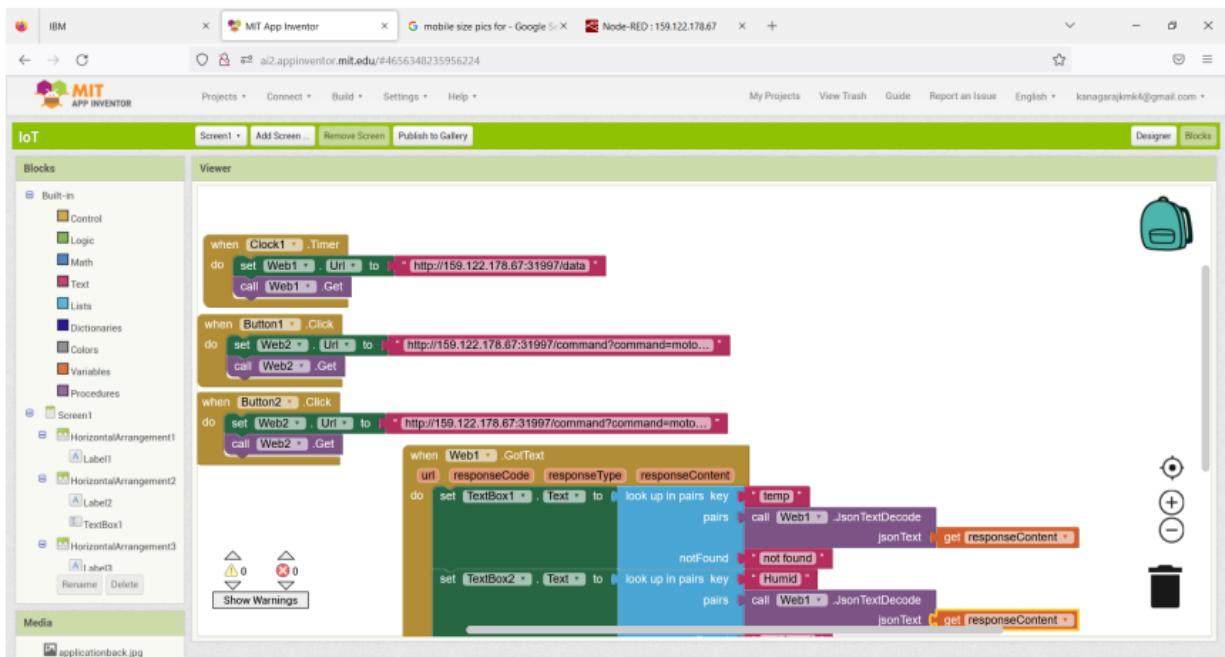 IBM × MIT App Inventor × mobile size pics for - Google Se × Node-RED : 159.122.178.67 × +
ai2.appinventor.mit.edu/#4656348235956224
MIT APP INVENTOR
Projects Connect Build Settings Help My Projects View Trash Guide Report an Issue English kanagarajkmk4@gmail.com
IoT Screen1 Add Screen ... Remove Screen Publish to Gallery Designer Blocks
Blocks
Built-in
Control
Logic
Math
Text
Lists
Dictionaries
Colors
Variables
Procedures
Screen1
HorizontalArrangement1
Label1
HorizontalArrangement2
Label2
TextBox1
HorizontalArrangement3
Label3
Rename Delete
Media
applicationback.jpg
Viewer
when Clock1 .Timer
do set Web1 . Url to " http://159.122.178.67:31997/data "
call Web1 .Get
when Button1 .Click
do set Web2 . Url to " http://159.122.178.67:31997/command?command=moto... "
call Web2 .Get
when Button2 .Click
do set Web2 . Url to " http://159.122.178.67:31997/command?command=moto... "
call Web2 .Get
when Web1 .GotText
url responseCode responseType responseContent
do set TextBox1 . Text to look up in pairs key " temp "
pairs call Web1 .JsonTextDecode
jsonText get responseContent
notFound " not found "
set TextBox2 . Text to look up in pairs key " Humid "
pairs call Web1 .JsonTextDecode
jsonText get responseContent
0 0
Show Warnings